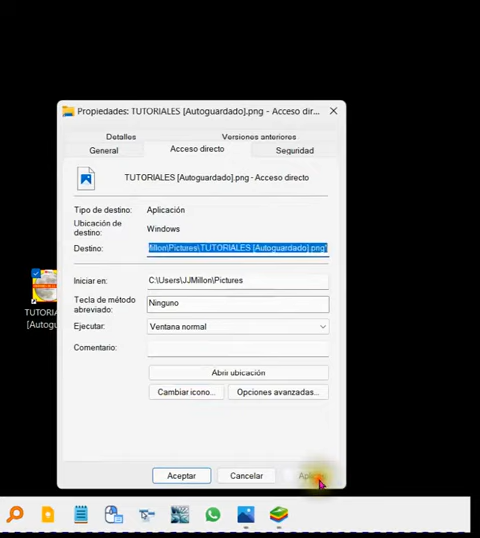 Propiedades: TUTORIALES [Autoguardado].png - Acceso dir...
Detalles
Versiones anteriores
General
Acceso directo
Seguridad
TUTORIALES [Autoguardado].png - Acceso directo
Tipo de destino:
Aplicación
Ubicación de destino:
Windows
Destino:
Millon\Pictures\TUTORIALES [Autoguardado].png"
Iniciar en:
C:\Users\JJMillon\Pictures
Tecla de método abreviado:
Ninguno
Ejecutar:
Ventana normal
Comentario:
Abrir ubicación
Cambiar icono...
Opciones avanzadas...
Aceptar
Cancelar
TUTORIA
[Autogu